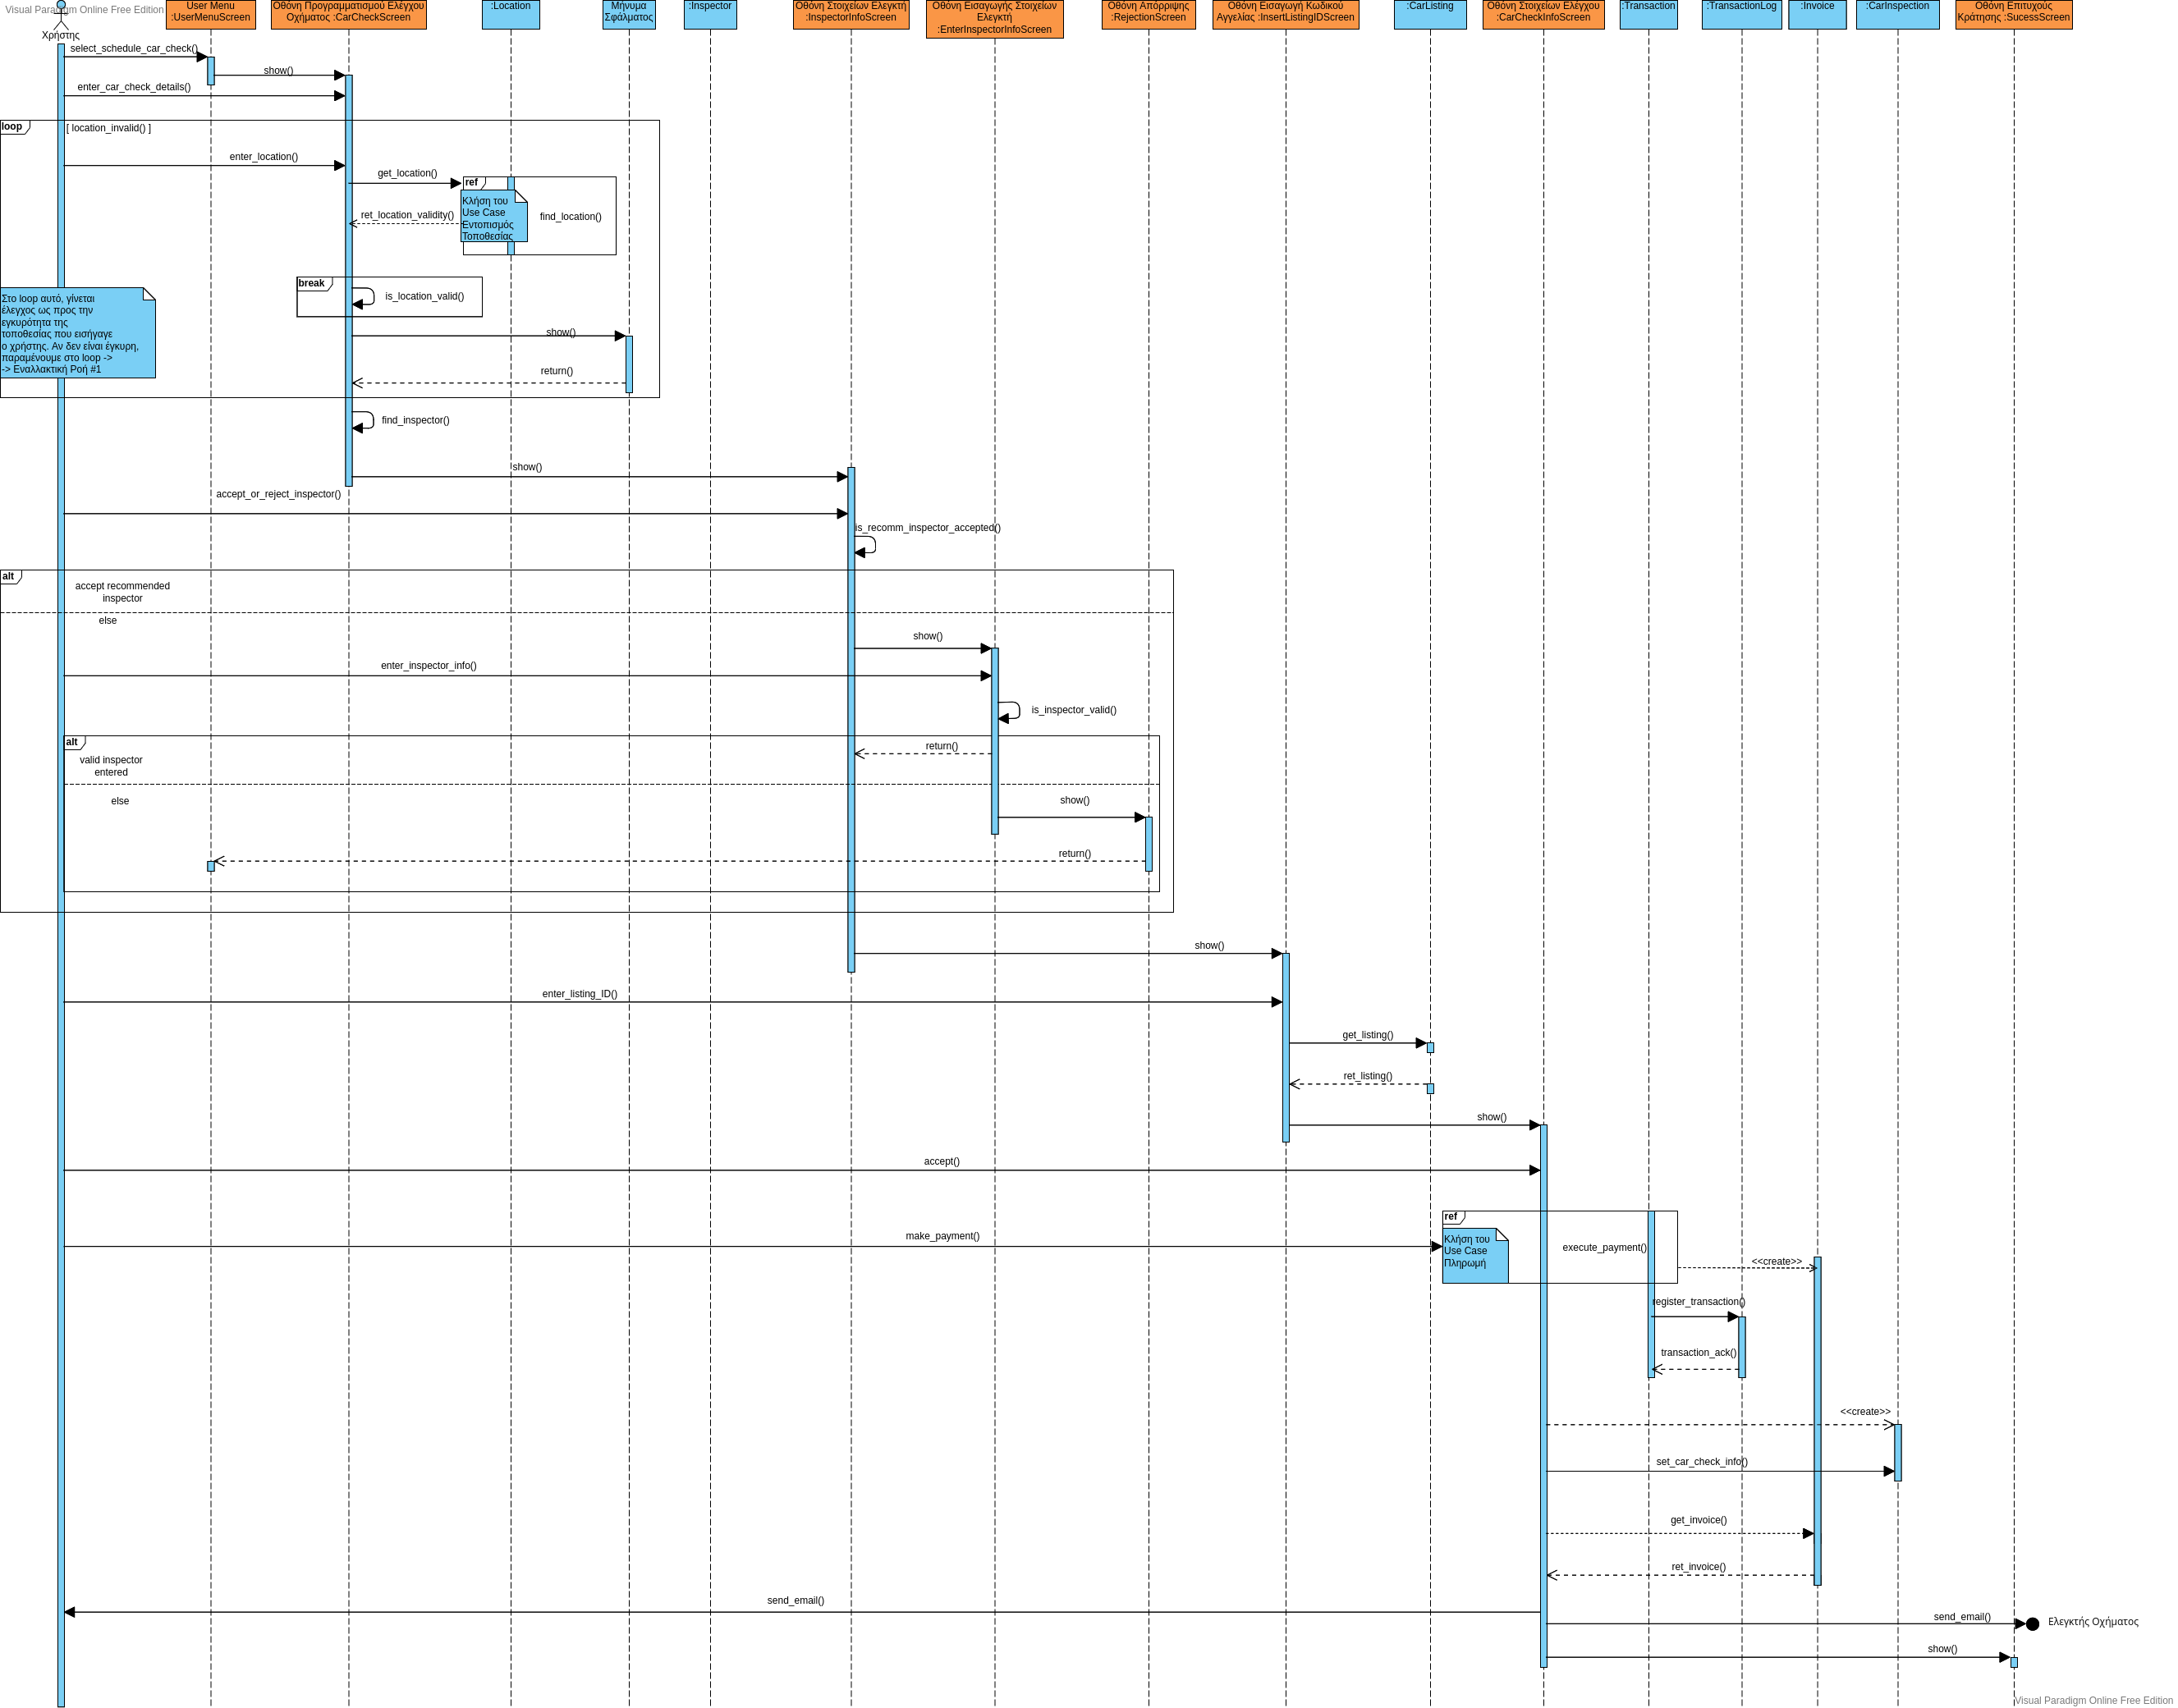 Visual Paradigm Online Free Edition
Χρήστης
User Menu
:UserMenuScreen
Οθόνη Προγραμματισμού Ελέγχου
Οχήματος :CarCheckScreen
:Location
Μήνυμα
Σφάλματος
:Inspector
Οθόνη Στοιχείων Ελεγκτή
:InspectorInfoScreen
Οθόνη Εισαγωγής Στοιχείων
Ελεγκτή
:EnterInspectorInfoScreen
Οθόνη Απόρριψης
:RejectionScreen
Οθόνη Εισαγωγή Κωδικού
Αγγελίας :InsertListingIDScreen
:CarListing
Οθόνη Στοιχείων Ελέγχου
:CarCheckInfoScreen
:Transaction
:TransactionLog
:Invoice
:CarInspection
Οθόνη Επιτυχούς
Κράτησης :SucessScreen
select_schedule_car_check()
show()
enter_car_check_details()
loop
[ location_invalid() ]
enter_location()
get_location()
ref
Κλήση του
Use Case
Εντοπισμός
Τοποθεσίας
find_location()
ret_location_validity()
break
is_location_valid()
Στο loop αυτό, γίνεται
έλεγχος ως προς την
εγκυρότητα της
τοποθεσίας που εισήγαγε
ο χρήστης. Αν δεν είναι έγκυρη,
παραμένουμε στο loop ->
-> Εναλλακτική Ροή #1
show()
return()
find_inspector()
show()
accept_or_reject_inspector()
is_recomm_inspector_accepted()
alt
accept recommended
inspector
else
show()
enter_inspector_info()
is_inspector_valid()
alt
return()
valid inspector
entered
else
show()
return()
show()
enter_listing_ID()
get_listing()
ret_listing()
show()
accept()
ref
Κλήση του
Use Case
Πληρωμή
make_payment()
execute_payment()
<<create>>
register_transaction()
transaction_ack()
<<create>>
set_car_check_info()
get_invoice()
ret_invoice()
send_email()
send_email()
Ελεγκτής Οχήματος
show()
Visual Paradigm Online Free Edition